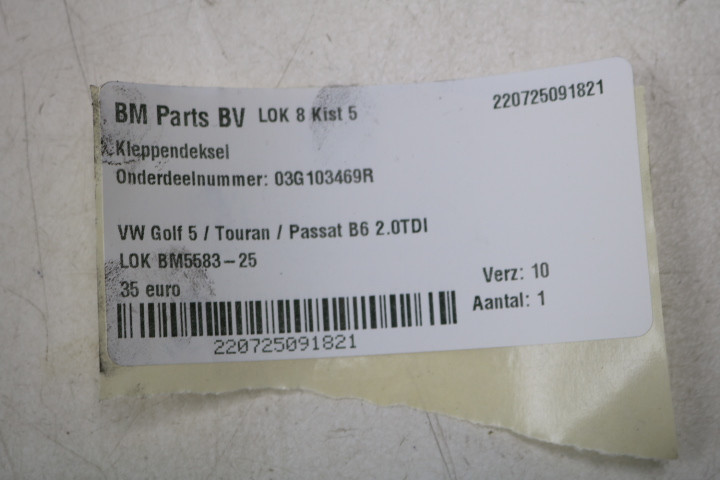 BM Parts BV LOK 8 Kist 5 220725091821
Kleppendeksel
Onderdeelnummer: 03G103469R
VW Golf 5 / Touran / Passat B6 2.0TDI
LOK BM5583-25
35 euro
Verz: 10
Aantal: 1
220725091821